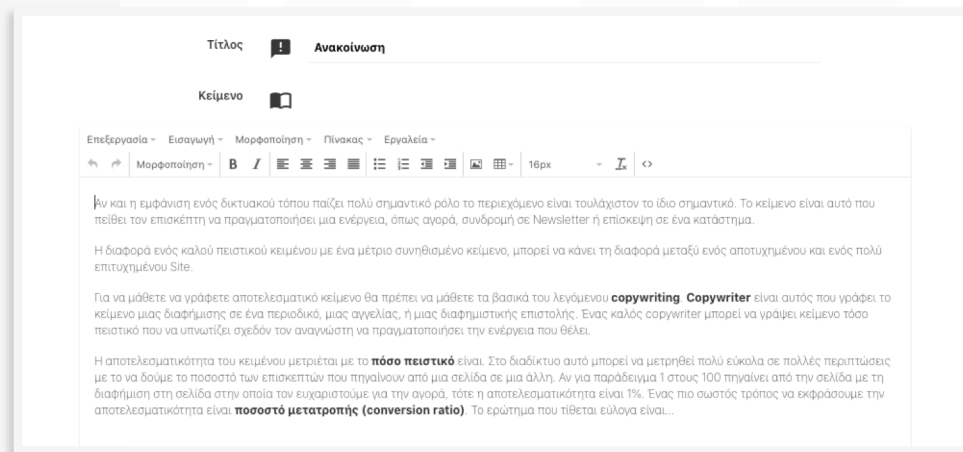 Τίτλος
Ανακοίνωση
Κείμενο
Επεξεργασία Εισαγωγή Μορφοποίηση Πίνακας Εργαλεία
Μορφοποίηση B I 16px
Αν και η εμφάνιση ενός δικτυακού τόπου παίζει πολύ σημαντικό ρόλο το περιεχόμενο είναι τουλάχιστον το ίδιο σημαντικό. Το κείμενο είναι αυτό που
πείθει τον επισκέπτη να πραγματοποιήσει μια ενέργεια, όπως αγορά, συνδρομή σε Newsletter ή επίσκεψη σε ένα κατάστημα.
Η διαφορά ενός καλού πειστικού κειμένου με ένα μέτριο συνηθισμένο κείμενο, μπορεί να κάνει τη διαφορά μεταξύ ενός αποτυχημένου και ενός πολύ
επιτυχημένου Site.
Για να μάθετε να γράφετε αποτελεσματικό κείμενο θα πρέπει να μάθετε τα βασικά του λεγόμενου copywriting. Copywriter είναι αυτός που γράφει το
κείμενο μιας διαφήμισης σε ένα περιοδικό, μιας αγγελίας, ή μιας διαφημιστικής επιστολής. Ένας καλός copywriter μπορεί να γράψει κείμενο τόσο
πειστικό που να υπνωτίζει σχεδόν τον αναγνώστη να πραγματοποιήσει την ενέργεια που θέλει.
Η αποτελεσματικότητα του κειμένου μετριέται με το πόσο πειστικό είναι. Στο διαδίκτυο αυτό μπορεί να μετρηθεί πολύ εύκολα σε πολλές περιπτώσεις
με το να δούμε το ποσοστό των επισκεπτών που πηγαίνουν από μια σελίδα σε μια άλλη. Αν για παράδειγμα 1 στους 100 πηγαίνει από την σελίδα με τη
διαφήμιση στη σελίδα στην οποία τον ευχαριστούμε για την αγορά, τότε η αποτελεσματικότητα είναι 1%. Ένας πιο σωστός τρόπος να εκφράσουμε την
αποτελεσματικότητα είναι ποσοστό μετατροπής (conversion ratio). Το ερώτημα που τίθεται εύλογα είναι...